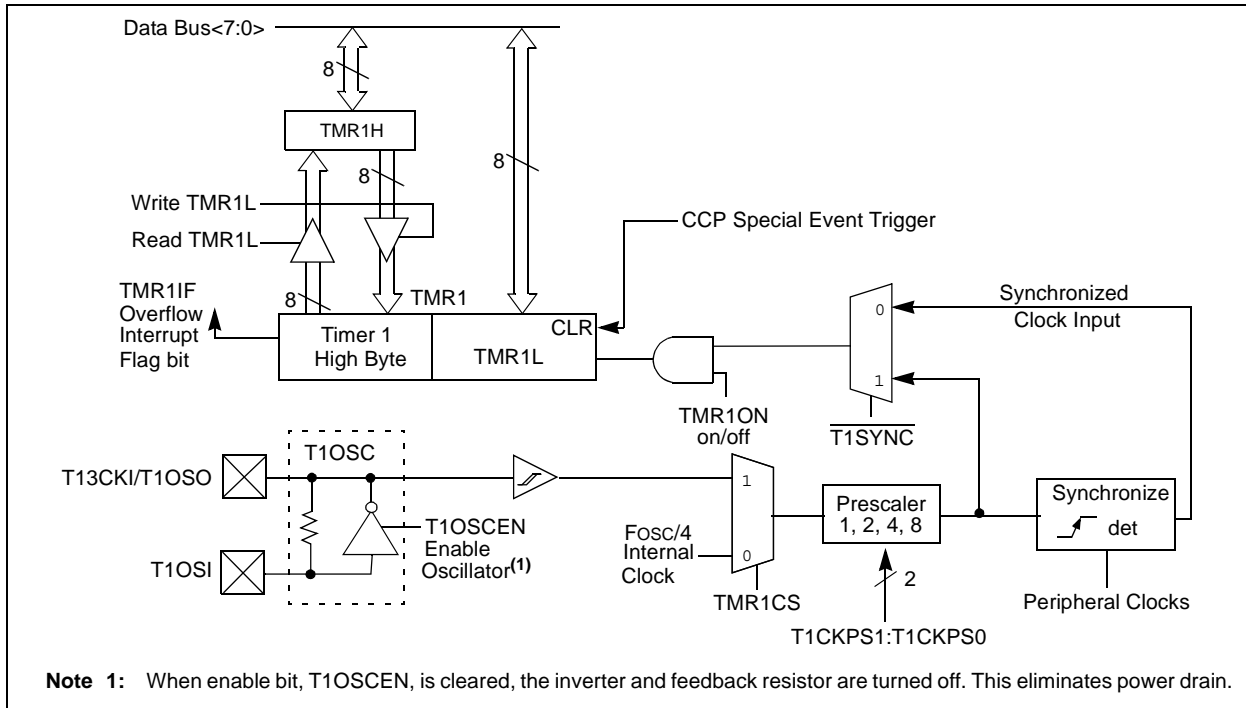 Data Bus<7:0>
8
TMR1H
8
8
Write TMR1L
Read TMR1L
CCP Special Event Trigger
TMR1IF
Overflow
Interrupt
Flag bit
8
TMR1
CLR
Timer 1
High Byte
TMR1L
0
1
Synchronized
Clock Input
TMR1ON
on/off
T1SYNC
T1OSC
T13CKI/T1OSO
T1OSCEN
Enable
Oscillator(1)
T1OSI
1
FOSC/4
Internal
Clock
0
TMR1CS
Prescaler
1, 2, 4, 8
2
T1CKPS1:T1CKPS0
Synchronize
det
Peripheral Clocks
Note 1: When enable bit, T1OSCEN, is cleared, the inverter and feedback resistor are turned off. This eliminates power drain.